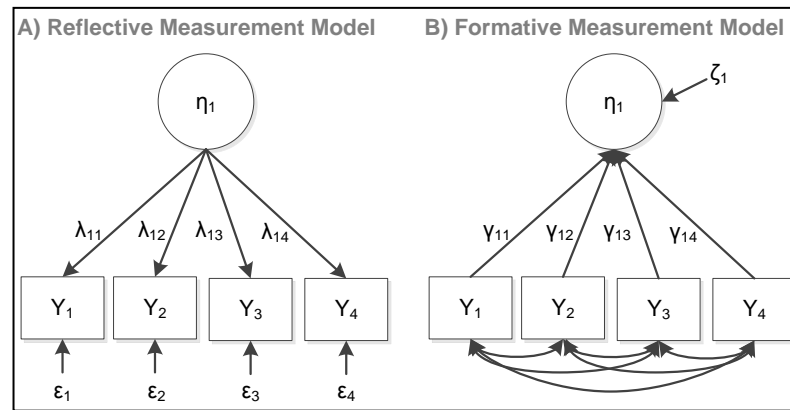 A) Reflective Measurement Model
η1
λ11 λ12 λ13 λ14
Y1 Y2 Y3 Y4
ε1 ε2 ε3 ε4
B) Formative Measurement Model
η1
ζ1
γ11 γ12 γ13 γ14
Y1 Y2 Y3 Y4